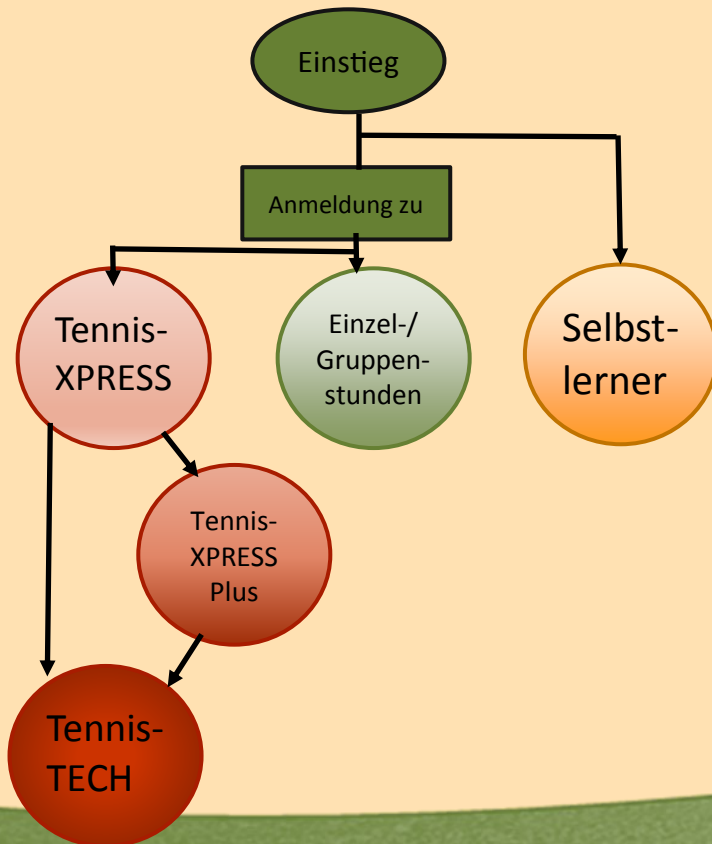 Einstieg
Anmeldung zu
Tennis-
XPRESS
Einzel-/
Gruppen-
stunden
Selbst-
lerner
Tennis-
XPRESS
Plus
Tennis-
TECH